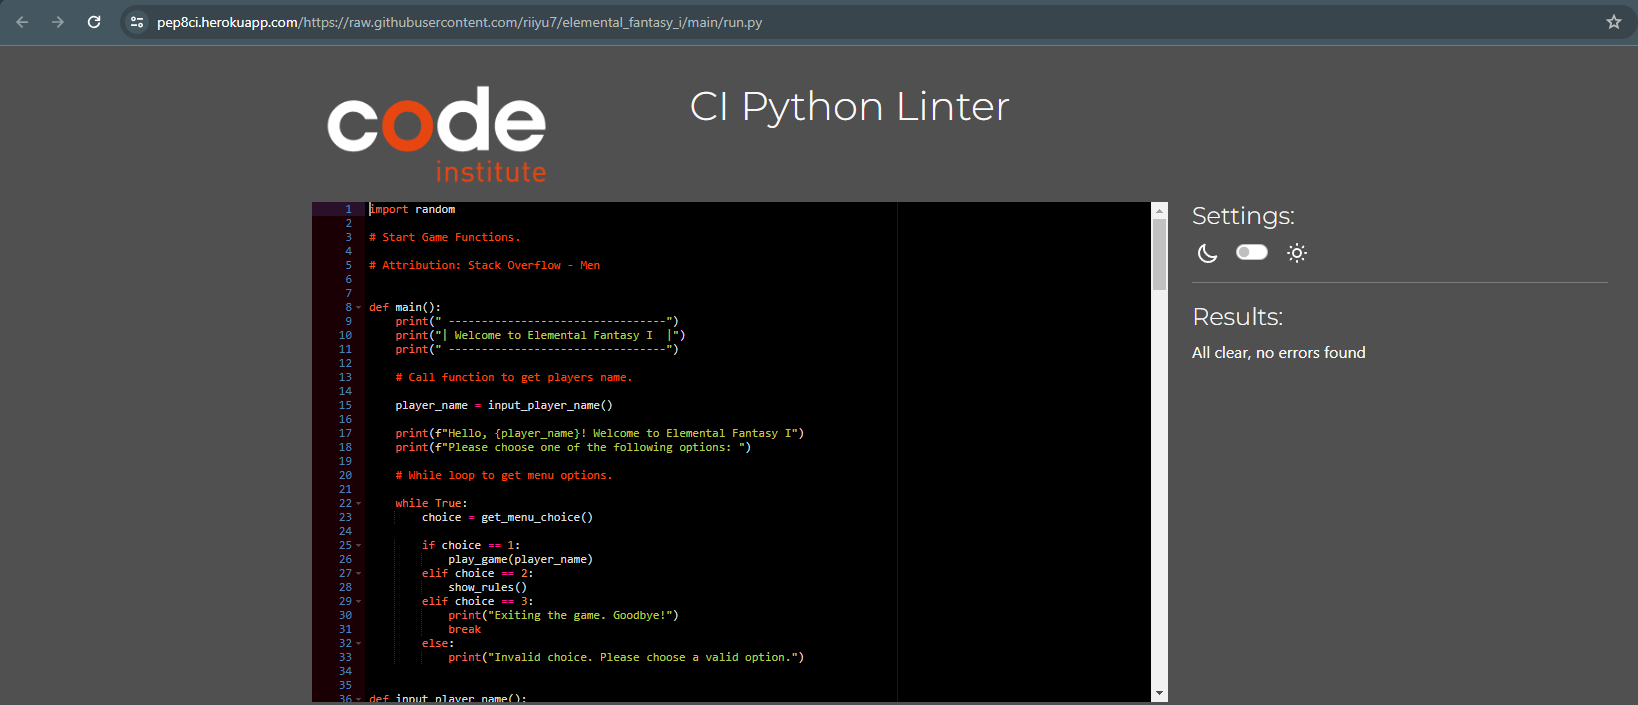 pep8ci.herokuapp.com/https://raw.githubusercontent.com/riiyu7/elemental_fantasy_i/main/run.py
code
institute
CI Python Linter
1 import random
2
3 # Start Game Functions.
4
5 # Attribution: Stack Overflow - Men
6
7
8 def main():
9     print(" ---------------------------------")
10     print("| Welcome to Elemental Fantasy I  |")
11     print(" ---------------------------------")
12
13     # Call function to get players name.
14
15     player_name = input_player_name()
16
17     print(f"Hello, {player_name}! Welcome to Elemental Fantasy I")
18     print(f"Please choose one of the following options: ")
19
20     # While loop to get menu options.
21
22     while True:
23         choice = get_menu_choice()
24
25         if choice == 1:
26             play_game(player_name)
27         elif choice == 2:
28             show_rules()
29         elif choice == 3:
30             print("Exiting the game. Goodbye!")
31             break
32         else:
33             print("Invalid choice. Please choose a valid option.")
34
35
36 def input_player_name():
Settings:
Results:
All clear, no errors found